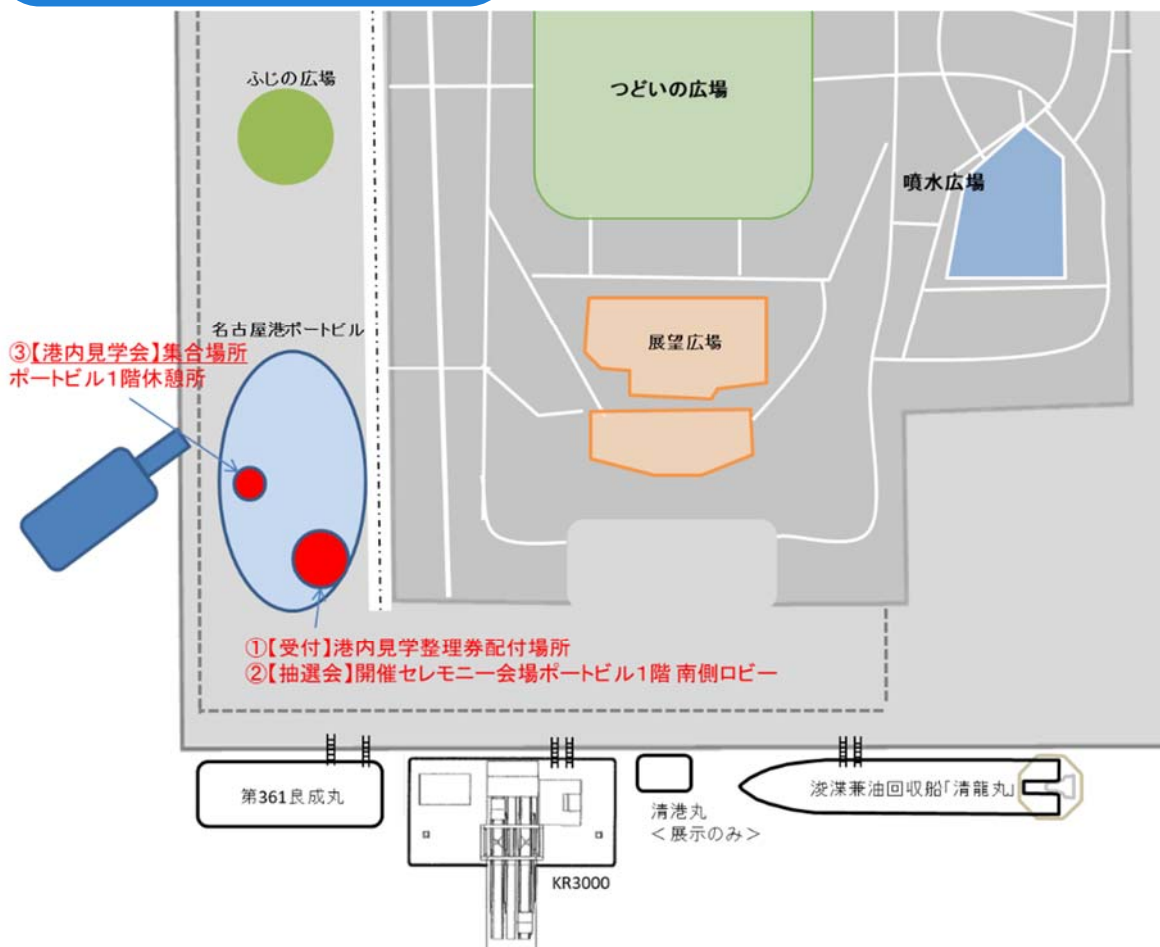 ふじの広場
つどいの広場
噴水広場
名古屋港ポートビル
展望広場
③【港内見学会】集合場所
ポートビル1階休憩所
①【受付】港内見学整理券配付場所
②【抽選会】開催セレモニー会場ポートビル1階 南側ロビー
第361良成丸
清港丸
<展示のみ>
浚渫兼油回収船「清龍丸」
KR3000